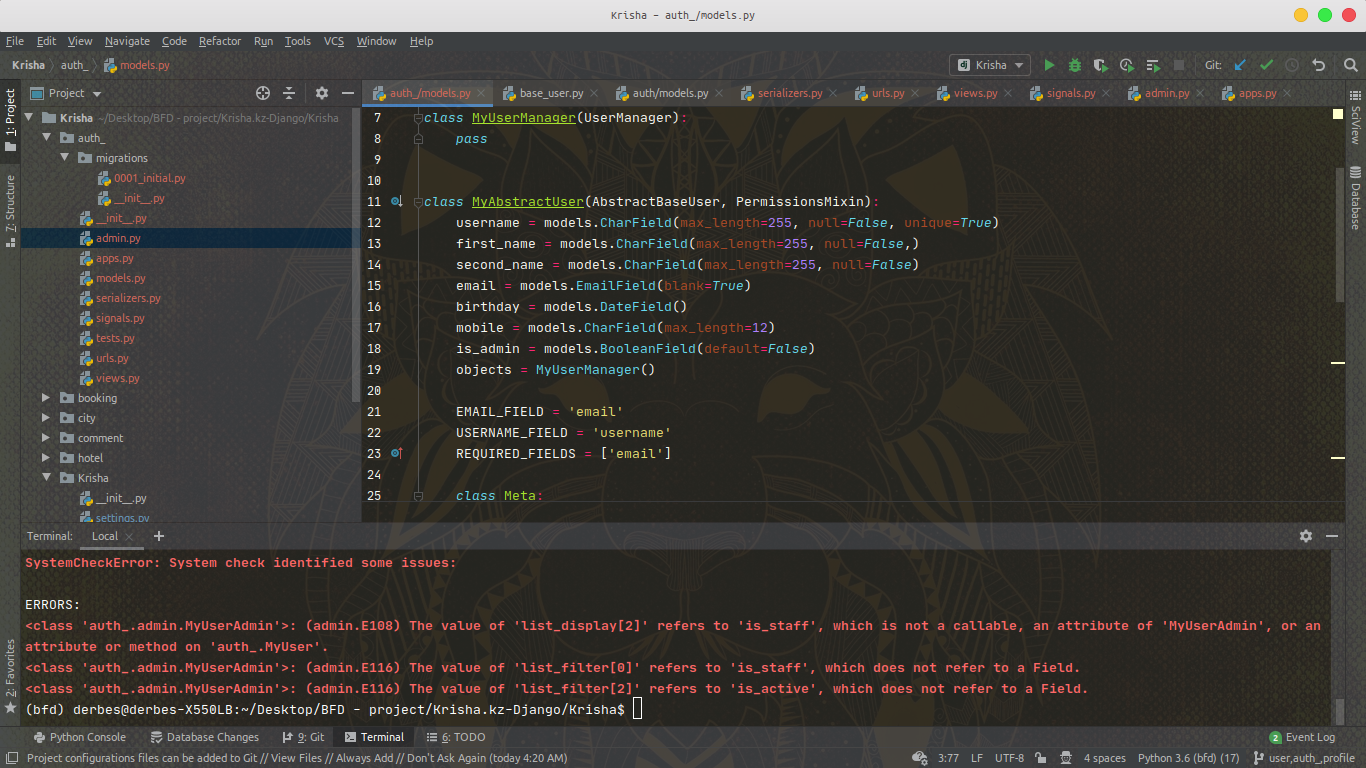 Krisha - auth_/models.py
File Edit View Navigate Code Refactor Run Tools VCS Window Help
Krisha auth_ models.py Krisha Git:
Project auth_/models.py base_user.py auth/models.py serializers.py urls.py views.py signals.py admin.py apps.py
1: Project
Z: Structure
2: Favorites
SciView
Database
Krisha ~/Desktop/BFD - project/Krisha.kz-Django/Krisha
auth_
migrations
0001_initial.py
__init__.py
__init__.py
admin.py
apps.py
models.py
serializers.py
signals.py
tests.py
urls.py
views.py
booking
city
comment
hotel
Krisha
__init__.py
settings.py
7 class MyUserManager(UserManager):
8 pass
9
10
11 class MyAbstractUser(AbstractBaseUser, PermissionsMixin):
12 username = models.CharField(max_length=255, null=False, unique=True)
13 first_name = models.CharField(max_length=255, null=False,)
14 second_name = models.CharField(max_length=255, null=False)
15 email = models.EmailField(blank=True)
16 birthday = models.DateField()
17 mobile = models.CharField(max_length=12)
18 is_admin = models.BooleanField(default=False)
19 objects = MyUserManager()
20
21 EMAIL_FIELD = 'email'
22 USERNAME_FIELD = 'username'
23 REQUIRED_FIELDS = ['email']
24
25 class Meta:
Terminal: Local
SystemCheckError: System check identified some issues:
ERRORS:
<class 'auth_.admin.MyUserAdmin'>: (admin.E108) The value of 'list_display[2]' refers to 'is_staff', which is not a callable, an attribute of 'MyUserAdmin', or an
attribute or method on 'auth_.MyUser'.
<class 'auth_.admin.MyUserAdmin'>: (admin.E116) The value of 'list_filter[0]' refers to 'is_staff', which does not refer to a Field.
<class 'auth_.admin.MyUserAdmin'>: (admin.E116) The value of 'list_filter[2]' refers to 'is_active', which does not refer to a Field.
(bfd) derbes@derbes-X550LB:~/Desktop/BFD - project/Krisha.kz-Django/Krisha$
Python Console Database Changes 9: Git Terminal 6: TODO 2 Event Log
Project configurations files can be added to Git // View Files // Always Add // Don't Ask Again (today 4:20 AM) 3:77 LF UTF-8 4 spaces Python 3.6 (bfd) (17) user,auth_,profile